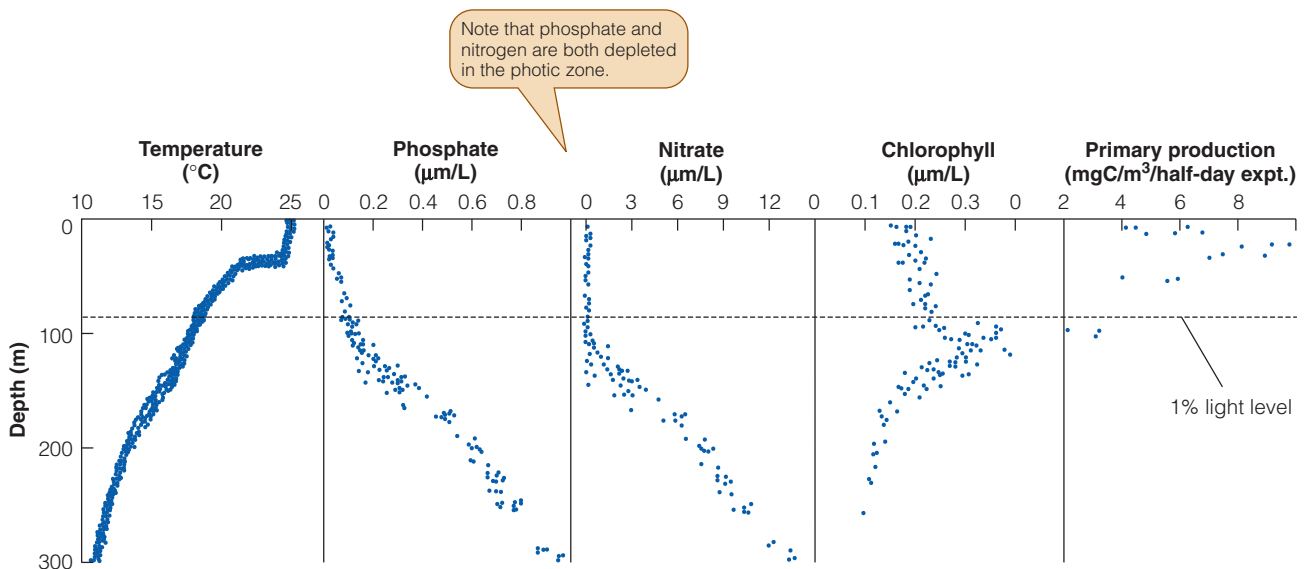 Note that phosphate and
nitrogen are both depleted
in the photic zone.
Temperature
(°C)
10 15 20 25
Phosphate
(μm/L)
0 0.2 0.4 0.6 0.8
Nitrate
(μm/L)
0 3 6 9 12
Chlorophyll
(μm/L)
0 0.1 0.2 0.3 0
Primary production
(mgC/m³/half-day expt.)
2 4 6 8
Depth (m)
0
100
200
300
1% light level